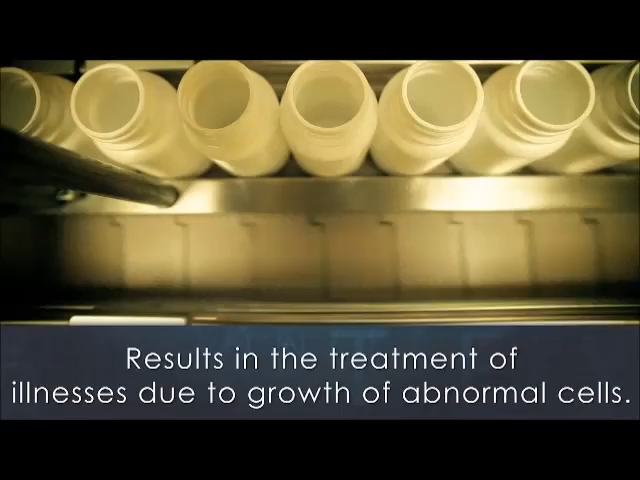 Results in the treatment of
illnesses due to growth of abnormal cells.